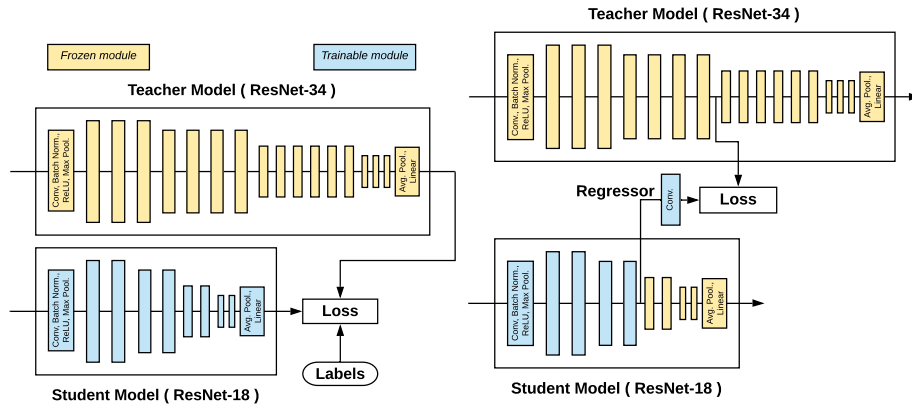 Frozen module
Trainable module
Teacher Model ( ResNet-34 )
Conv, Batch Norm.,
ReLU, Max Pool.
Avg. Pool.,
Linear
Conv, Batch Norm.,
ReLU, Max Pool.
Avg. Pool.,
Linear
Loss
Labels
Student Model ( ResNet-18 )
Teacher Model ( ResNet-34 )
Conv., Batch Norm.,
ReLU, Max Pool.
Avg. Pool.,
Linear
Regressor
Conv.
Loss
Conv, Batch Norm.,
ReLU, Max Pool.
Avg. Pool.,
Linear
Student Model ( ResNet-18 )